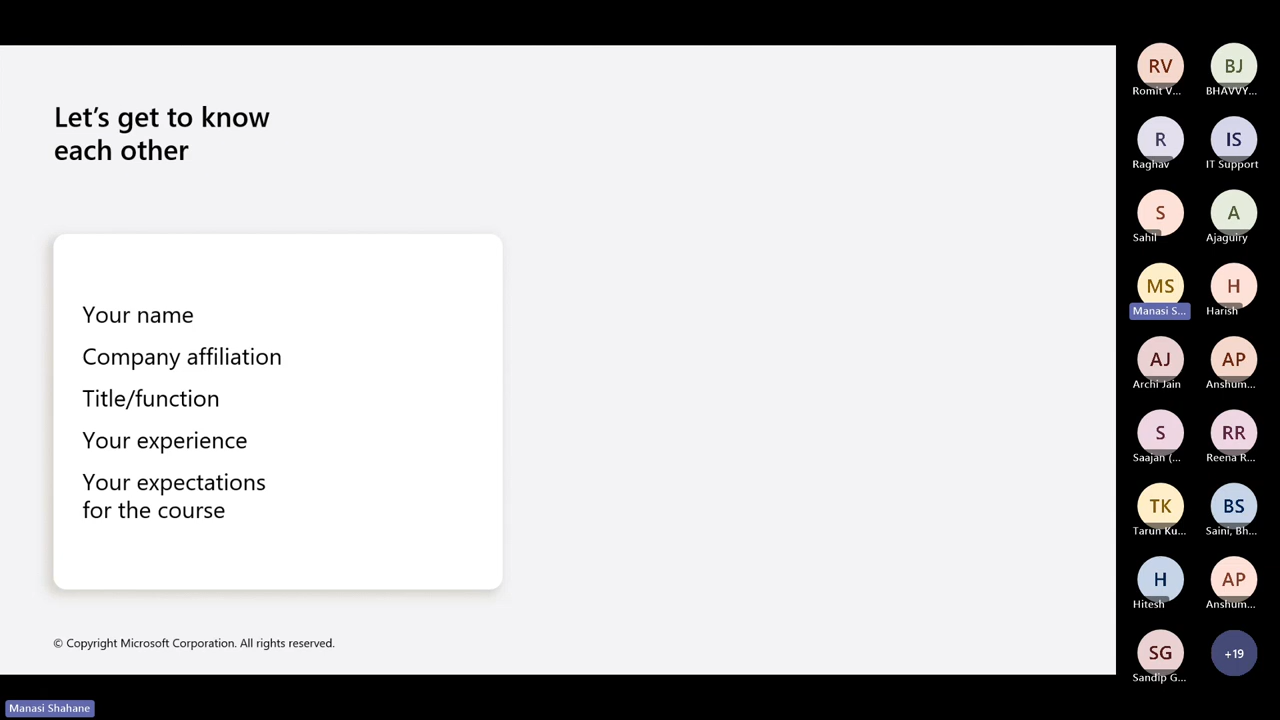 Let's get to know
each other
Your name
Company affiliation
Title/function
Your experience
Your expectations
for the course
© Copyright Microsoft Corporation. All rights reserved.
Manasi Shahane
RV
Romit V...
BJ
BHAVVY...
R
Raghav
IS
IT Support
S
Sahil
A
Ajaguiry
MS
Manasi S...
H
Harish
AJ
Archi Jain
AP
Anshum...
S
Saajan (...
RR
Reena R...
TK
Tarun Ku...
BS
Saini, Bh...
H
Hitesh
AP
Anshum...
SG
Sandip G...
+19